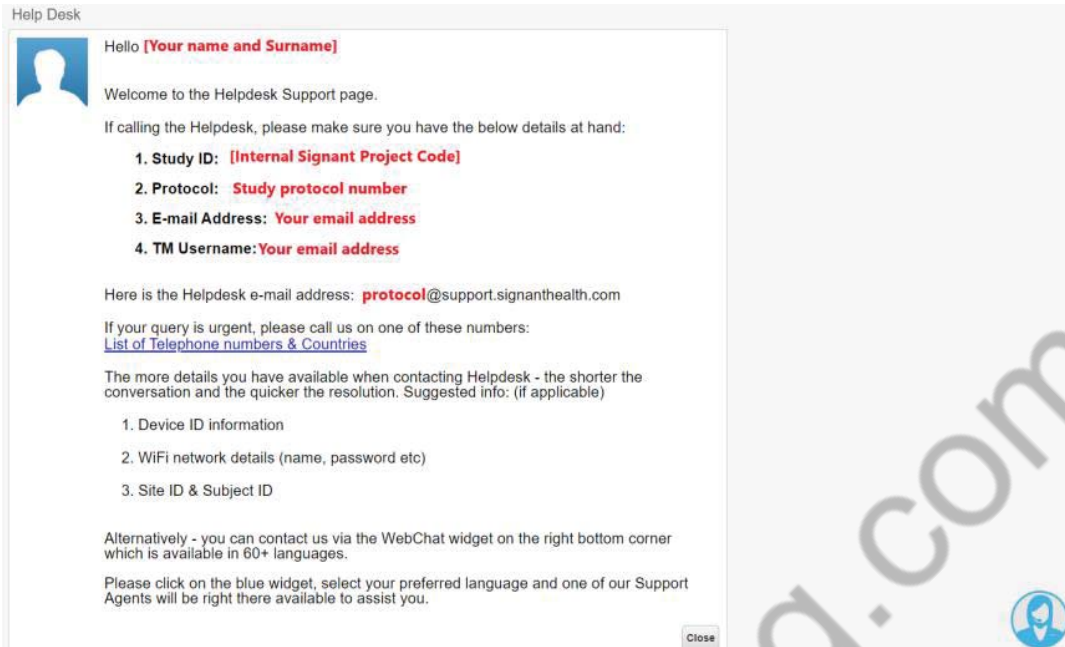 Help Desk
Hello [Your name and Surname]
Welcome to the Helpdesk Support page.
If calling the Helpdesk, please make sure you have the below details at hand:
1. Study ID: [Internal Signant Project Code]
2. Protocol: Study protocol number
3. E-mail Address: Your email address
4. TM Username: Your email address
Here is the Helpdesk e-mail address: protocol@support.signanthealth.com
If your query is urgent, please call us on one of these numbers:
List of Telephone numbers & Countries
The more details you have available when contacting Helpdesk - the shorter the
conversation and the quicker the resolution. Suggested info: (if applicable)
1. Device ID information
2. WiFi network details (name, password etc)
3. Site ID & Subject ID
Alternatively - you can contact us via the WebChat widget on the right bottom corner
which is available in 60+ languages.
Please click on the blue widget, select your preferred language and one of our Support
Agents will be right there available to assist you.
Close